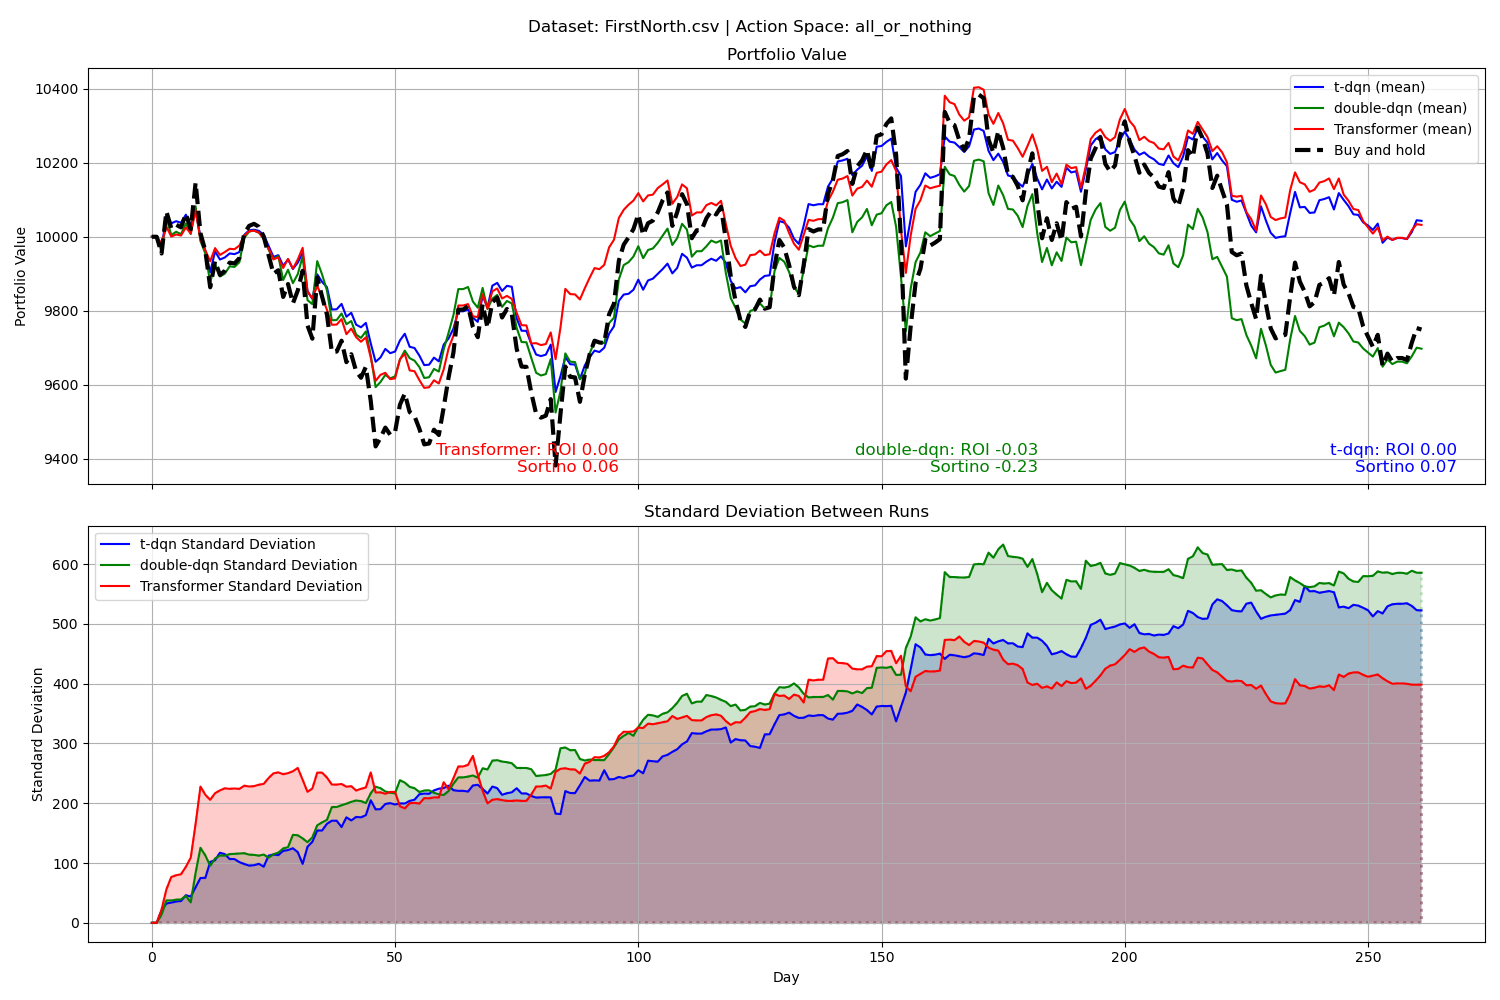 Dataset: FirstNorth.csv | Action Space: all_or_nothing
Portfolio Value
10400
10200
10000
9800
9600
9400
Portfolio Value
t-dqn (mean)
double-dqn (mean)
Transformer (mean)
Buy and hold
Transformer: ROI 0.00
Sortino 0.06
double-dqn: ROI -0.03
Sortino -0.23
t-dqn: ROI 0.00
Sortino 0.07
Standard Deviation Between Runs
600
500
400
300
200
100
0
Standard Deviation
t-dqn Standard Deviation
double-dqn Standard Deviation
Transformer Standard Deviation
0 50 100 150 200 250
Day